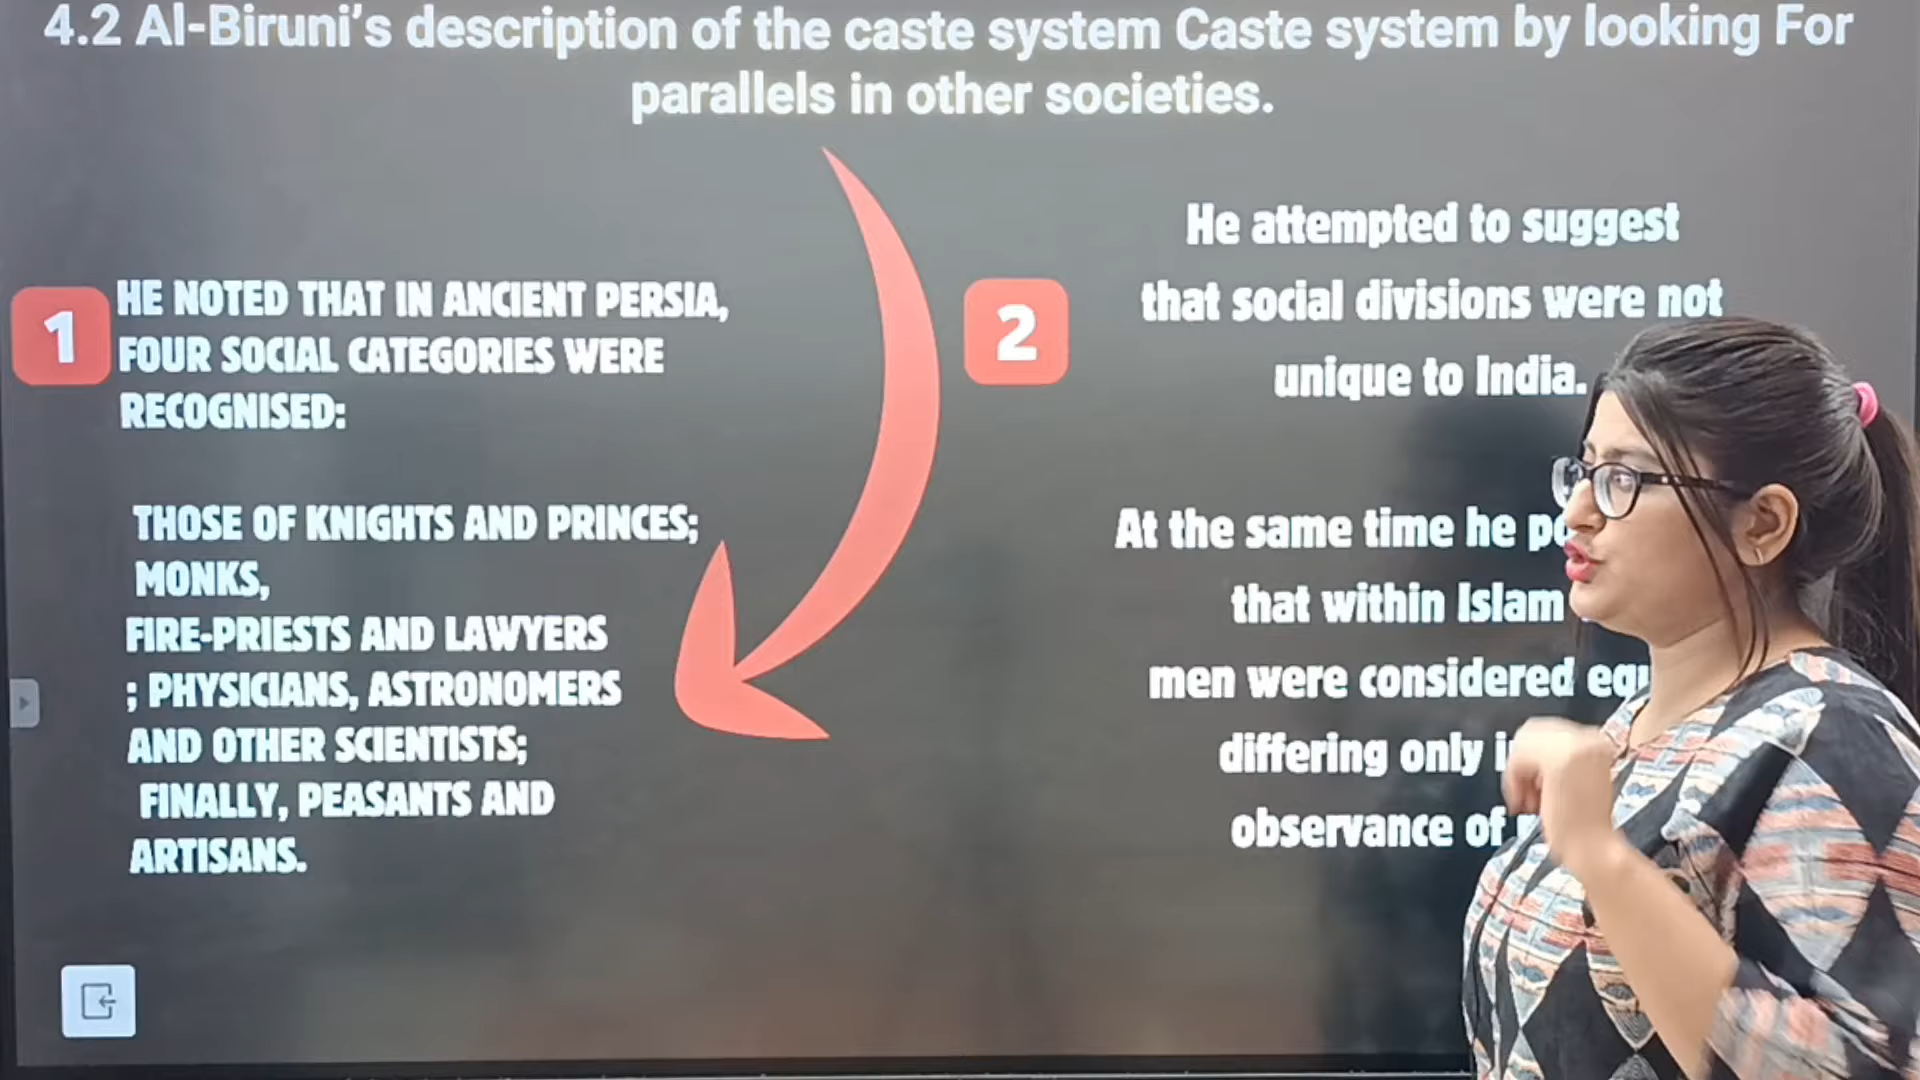 4.2 Al-Biruni's description of the caste system Caste system by looking For
parallels in other societies.
1
HE NOTED THAT IN ANCIENT PERSIA,
FOUR SOCIAL CATEGORIES WERE
RECOGNISED:
THOSE OF KNIGHTS AND PRINCES;
MONKS,
FIRE-PRIESTS AND LAWYERS
; PHYSICIANS, ASTRONOMERS
AND OTHER SCIENTISTS;
FINALLY, PEASANTS AND
ARTISANS.
2
He attempted to suggest
that social divisions were not
unique to India.
At the same time he
that within Islam
men were considered
differing only
observance of